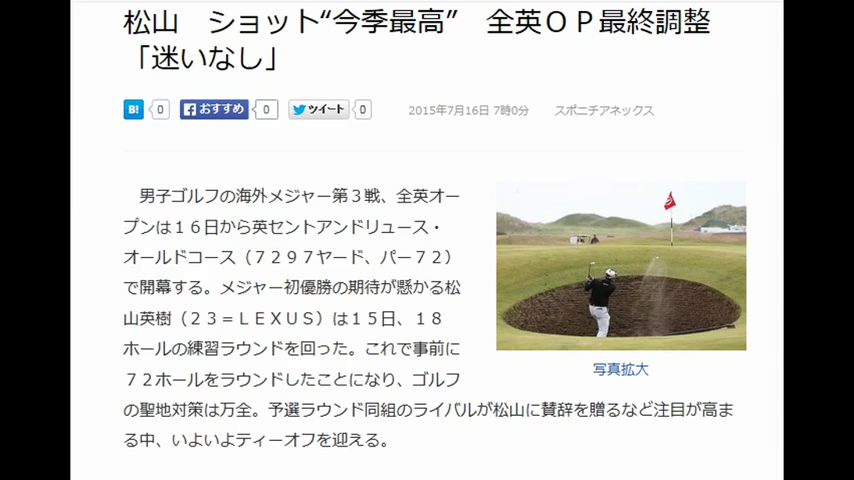 松山　ショット“今季最高”　全英ＯＰ最終調整
「迷いなし」
B! 0 おすすめ 0 ツイート 0 2015年7月16日 7時0分 スポニチアネックス
男子ゴルフの海外メジャー第３戦、全英オー
プンは１６日から英セントアンドリュース・
オールドコース（７２９７ヤード、パー７２）
で開幕する。メジャー初優勝の期待が懸かる松
山英樹（２３＝ＬＥＸＵＳ）は１５日、１８
ホールの練習ラウンドを回った。これで事前に
７２ホールをラウンドしたことになり、ゴルフ
の聖地対策は万全。予選ラウンド同組のライバルが松山に賛辞を贈るなど注目が高ま
る中、いよいよティーオフを迎える。
写真拡大